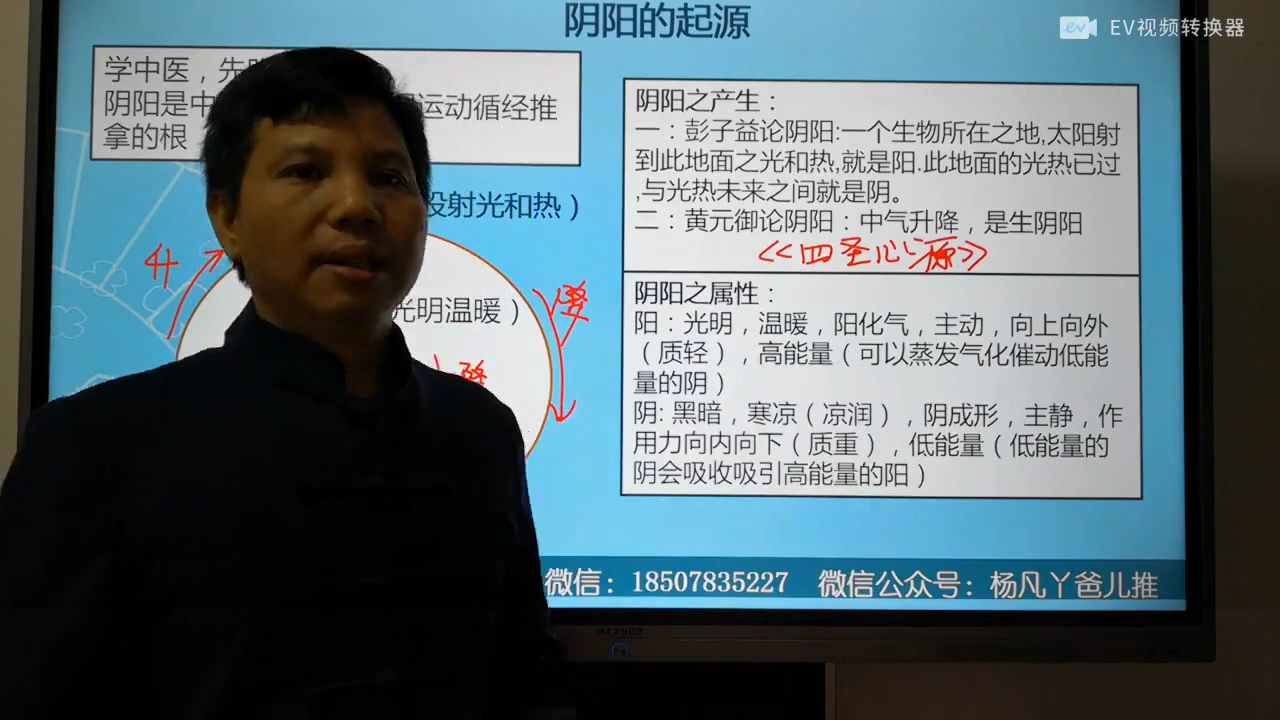 阴阳的起源
EV视频转换器
学中医，先
阴阳是中
运动循经推
拿的根
投射光和热）
升
光明温暖）
降
降
阴阳之产生：
一：彭子益论阴阳:一个生物所在之地,太阳射
到此地面之光和热,就是阳.此地面的光热已过
,与光热未来之间就是阴。
二：黄元御论阴阳：中气升降，是生阴阳
《四圣心源》
阴阳之属性：
阳：光明，温暖，阳化气，主动，向上向外
（质轻），高能量（可以蒸发气化催动低能
量的阴）
阴: 黑暗，寒凉（凉润），阴成形，主静，作
用力向内向下（质重），低能量（低能量的
阴会吸收吸引高能量的阳）
微信：18507835227　微信公众号：杨凡丫爸儿推